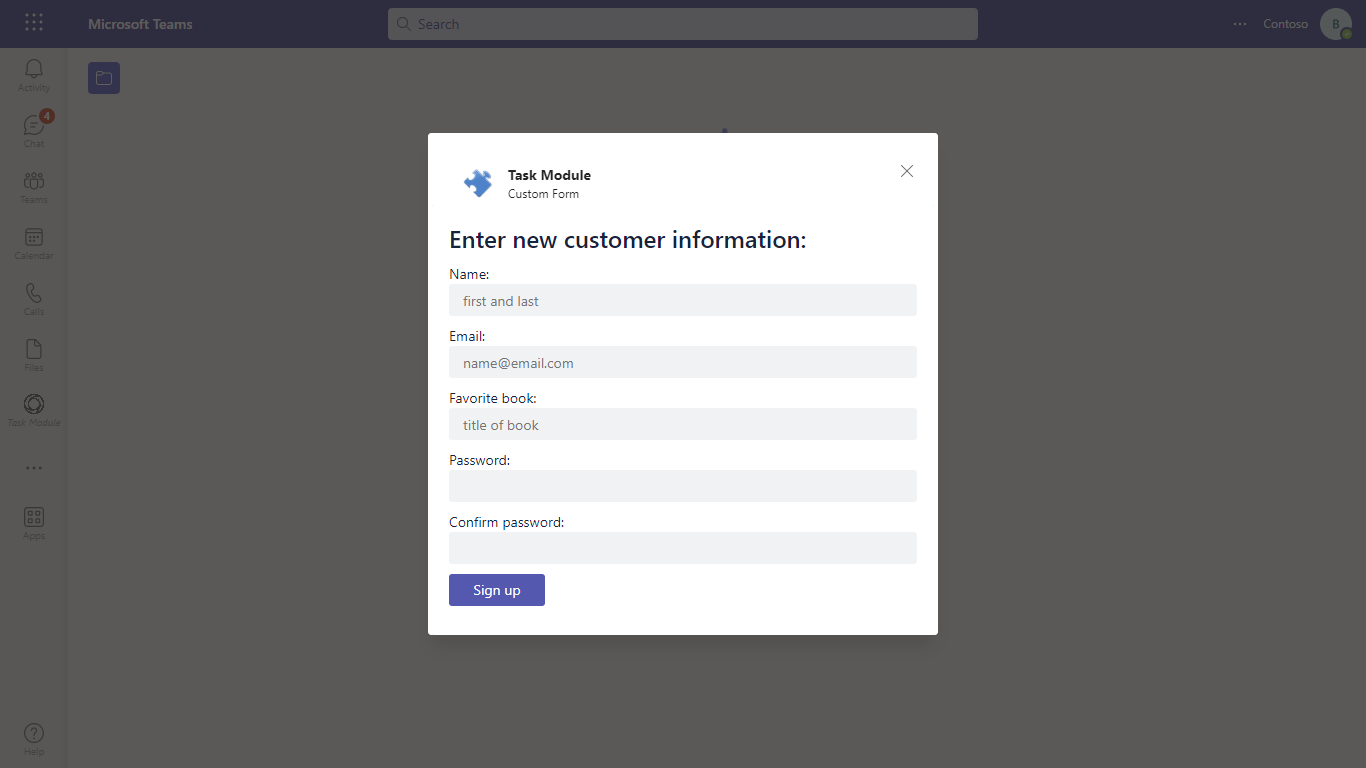 Microsoft Teams
Search
Contoso
B
Activity
4
Chat
Teams
Calendar
Calls
Files
Task Module
Apps
Help
Task Module
Custom Form
Enter new customer information:
Name:
first and last
Email:
name@email.com
Favorite book:
title of book
Password:
Confirm password:
Sign up